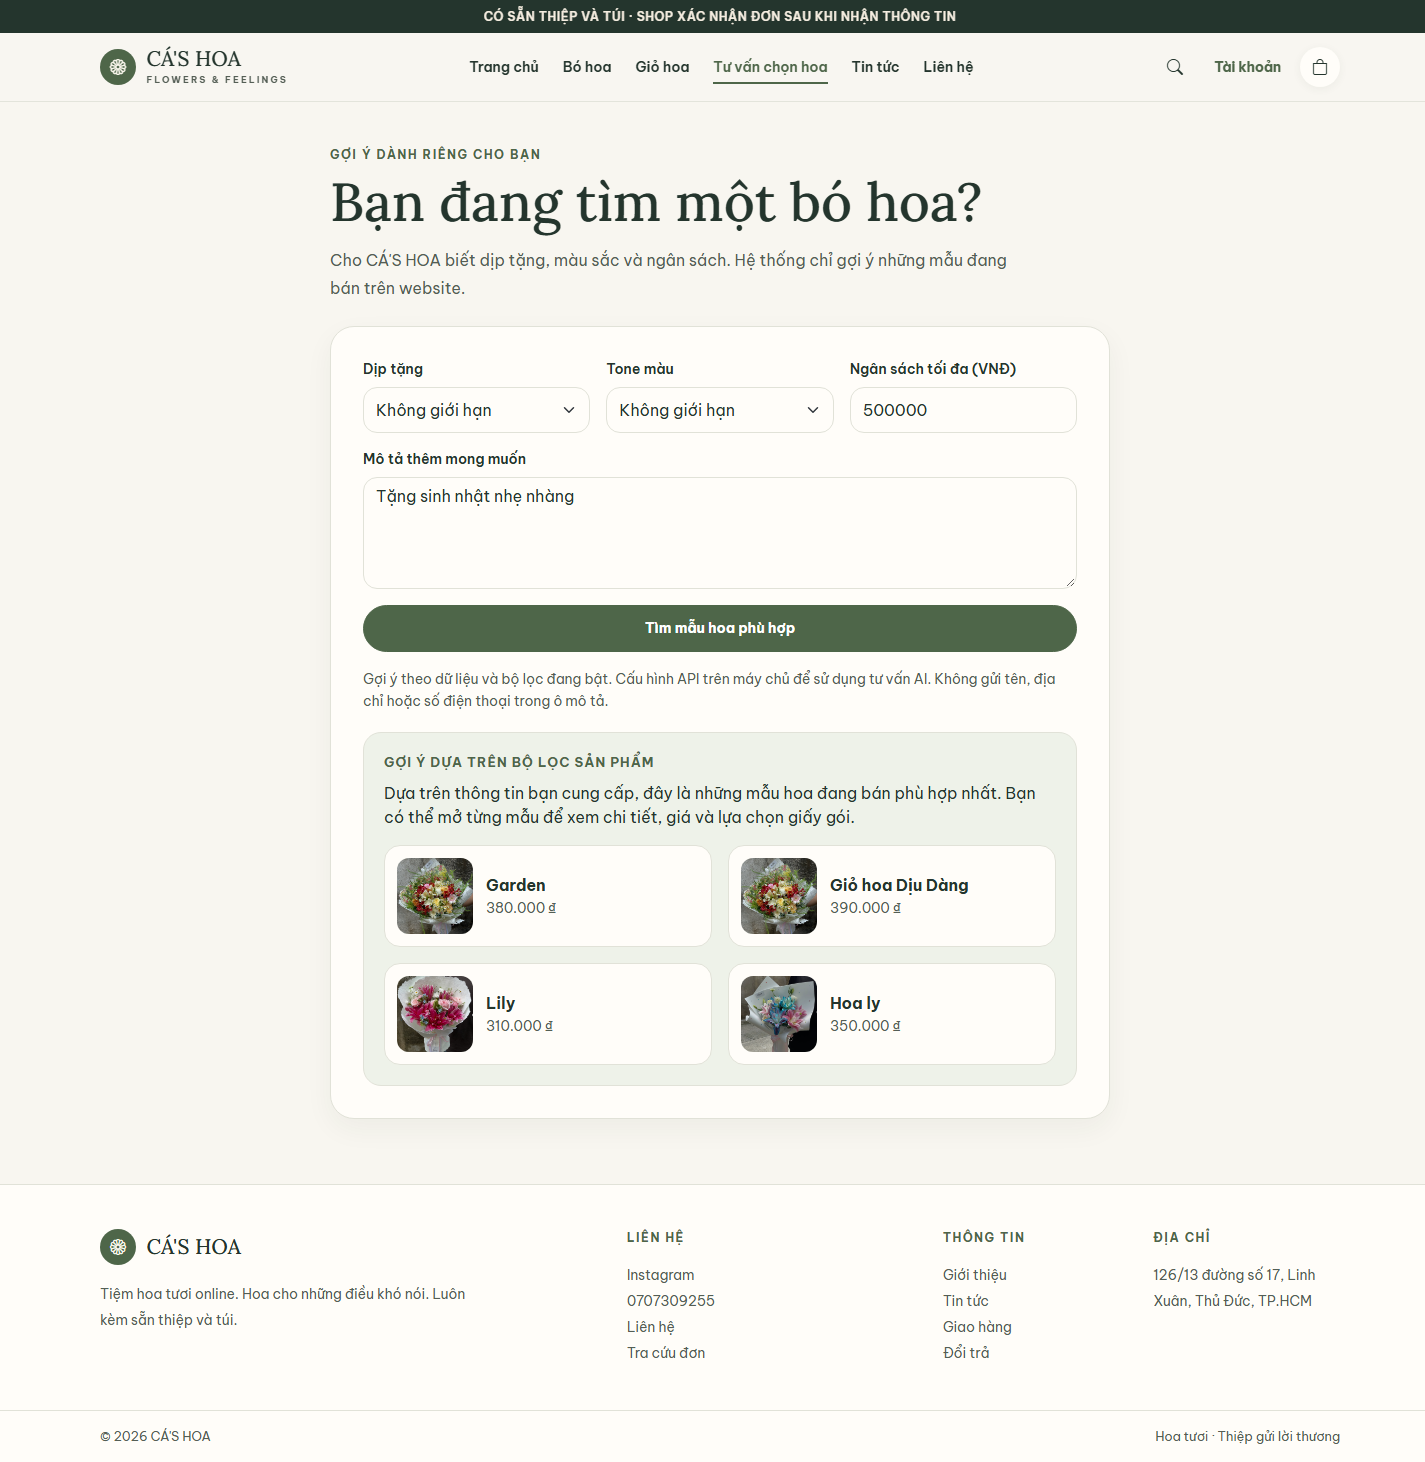 CÓ SẴN THIỆP VÀ TÚI · SHOP XÁC NHẬN ĐƠN SAU KHI NHẬN THÔNG TIN
CÁ'S HOA
FLOWERS & FEELINGS
Trang chủ
Bó hoa
Giỏ hoa
Tư vấn chọn hoa
Tin tức
Liên hệ
Tài khoản
GỢI Ý DÀNH RIÊNG CHO BẠN
Bạn đang tìm một bó hoa?
Cho CÁ'S HOA biết dịp tặng, màu sắc và ngân sách. Hệ thống chỉ gợi ý những mẫu đang
bán trên website.
Dịp tặng
Tone màu
Ngân sách tối đa (VNĐ)
Không giới hạn
Không giới hạn
500000
Mô tả thêm mong muốn
Tặng sinh nhật nhẹ nhàng
Tìm mẫu hoa phù hợp
Gợi ý theo dữ liệu và bộ lọc đang bật. Cấu hình API trên máy chủ để sử dụng tư vấn AI. Không gửi tên, địa
chỉ hoặc số điện thoại trong ô mô tả.
GỢI Ý DỰA TRÊN BỘ LỌC SẢN PHẨM
Dựa trên thông tin bạn cung cấp, đây là những mẫu hoa đang bán phù hợp nhất. Bạn
có thể mở từng mẫu để xem chi tiết, giá và lựa chọn giấy gói.
Garden
380.000 ₫
Giỏ hoa Dịu Dàng
390.000 ₫
Lily
310.000 ₫
Hoa ly
350.000 ₫
CÁ'S HOA
Tiệm hoa tươi online. Hoa cho những điều khó nói. Luôn
kèm sẵn thiệp và túi.
LIÊN HỆ
Instagram
0707309255
Liên hệ
Tra cứu đơn
THÔNG TIN
Giới thiệu
Tin tức
Giao hàng
Đổi trả
ĐỊA CHỈ
126/13 đường số 17, Linh
Xuân, Thủ Đức, TP.HCM
© 2026 CÁ'S HOA
Hoa tươi · Thiệp gửi lời thương